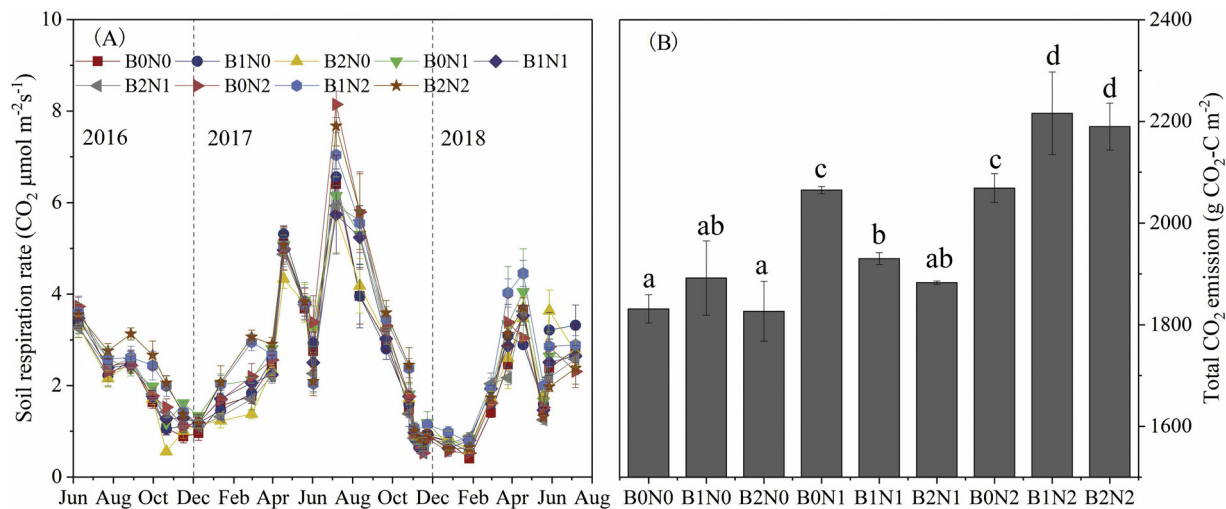 (A)
B0N0 B1N0 B2N0 B0N1 B1N1
B2N1 B0N2 B1N2 B2N2
2016 2017 2018
Soil respiration rate (CO₂ μmol m⁻²s⁻¹)
10
8
6
4
2
0
Jun Aug Oct Dec Feb Apr Jun Aug Oct Dec Feb Apr Jun Aug
(B)
a ab a c b ab c d d
2400
2200
2000
1800
1600
Total CO₂ emission (g CO₂-C m⁻²)
B0N0 B1N0 B2N0 B0N1 B1N1 B2N1 B0N2 B1N2 B2N2